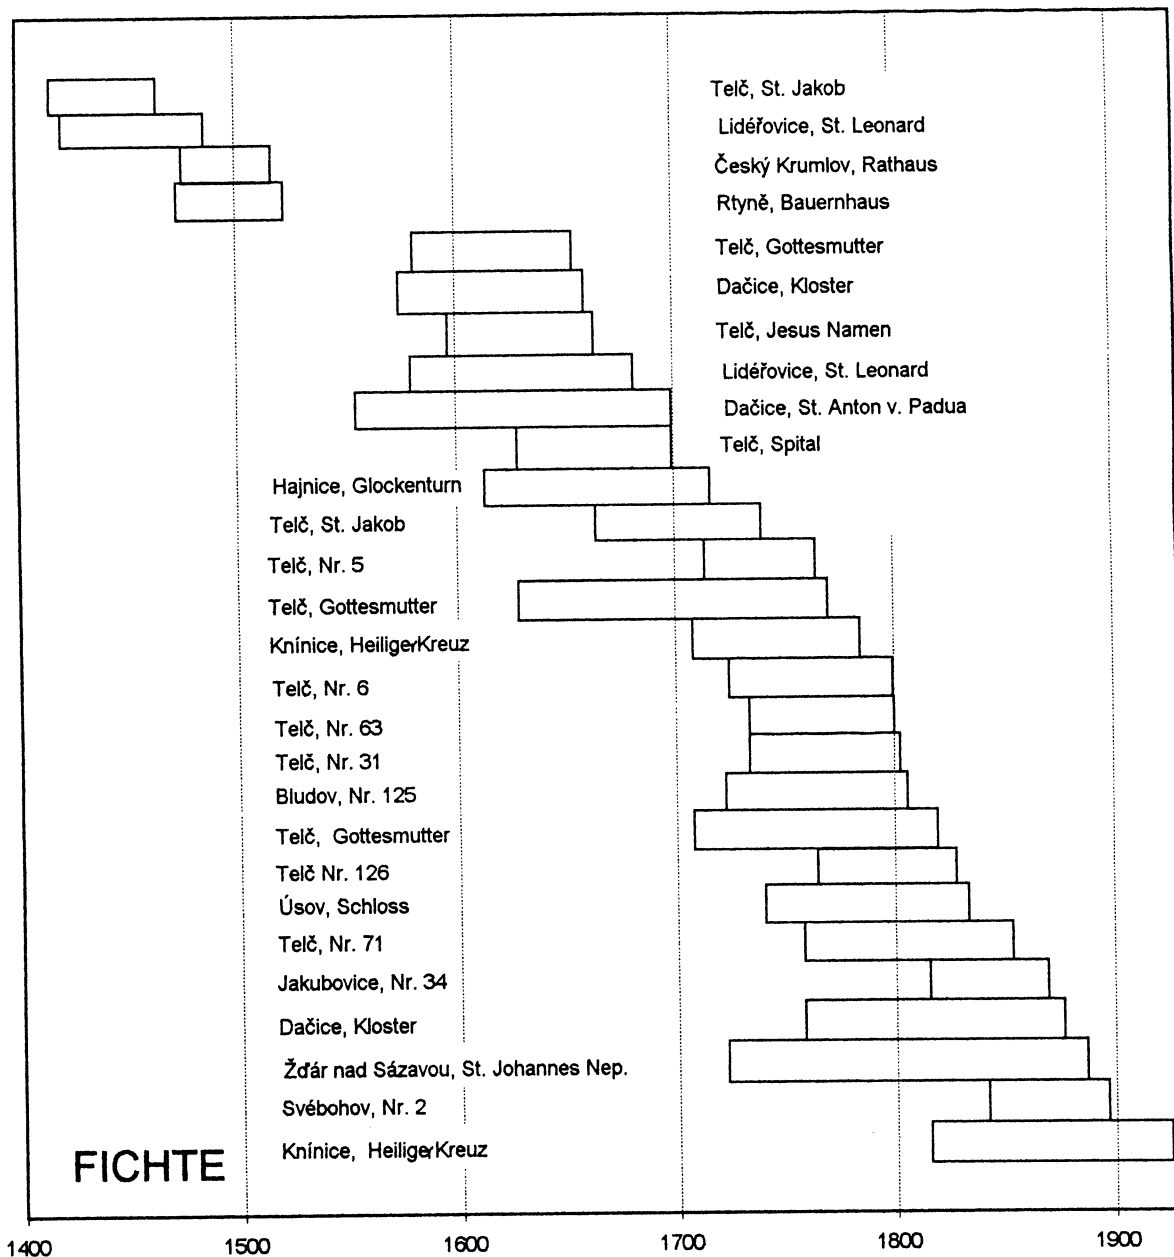 Telč, St. Jakob
Lidéřovice, St. Leonard
Český Krumlov, Rathaus
Rtyně, Bauernhaus
Telč, Gottesmutter
Dačice, Kloster
Telč, Jesus Namen
Lidéřovice, St. Leonard
Dačice, St. Anton v. Padua
Telč, Spital
Hajnice, Glockenturn
Telč, St. Jakob
Telč, Nr. 5
Telč, Gottesmutter
Knínice, Heiliger Kreuz
Telč, Nr. 6
Telč, Nr. 63
Telč, Nr. 31
Bludov, Nr. 125
Telč, Gottesmutter
Telč Nr. 126
Úsov, Schloss
Telč, Nr. 71
Jakubovice, Nr. 34
Dačice, Kloster
Žďár nad Sázavou, St. Johannes Nep.
Svébohov, Nr. 2
Knínice, Heiliger Kreuz
FICHTE
1400 1500 1600 1700 1800 1900